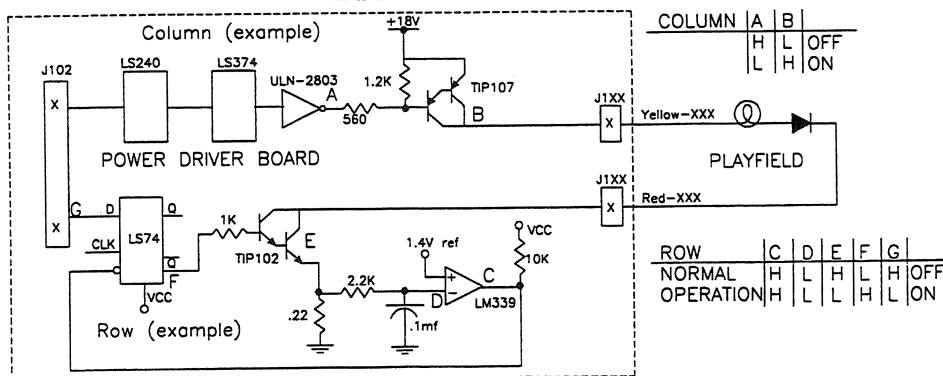 Column (example)
+18V
COLUMN A B
H L OFF
L H ON
J102
LS240
LS374
ULN-2803
A
1.2K
TIP107
560
B
J1XX
X
X
Yellow-XXX
POWER DRIVER BOARD
PLAYFIELD
J1XX
X
Red-XXX
G
D
Q
X
LS74
CLK
Q
F
VCC
1K
E
TIP102
1.4V ref
VCC
10K
2.2K
+
-
C
D
LM339
.22
.1mf
Row (example)
ROW C D E F G
NORMAL H L H L H OFF
OPERATION H L L H L ON